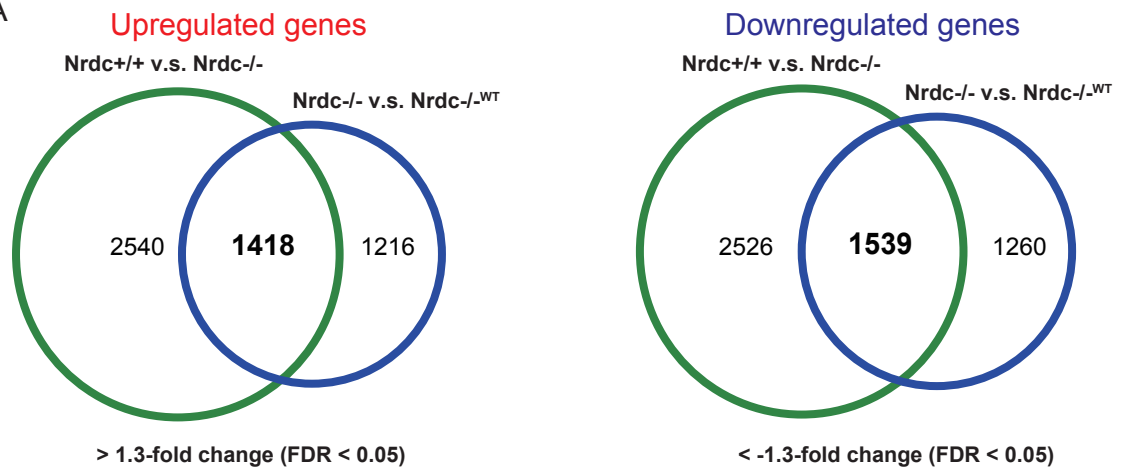 A
Upregulated genes
Nrdc+/+ v.s. Nrdc-/-
Nrdc-/- v.s. Nrdc-/-WT
2540
1418
1216
> 1.3-fold change (FDR < 0.05)
Downregulated genes
Nrdc+/+ v.s. Nrdc-/-
Nrdc-/- v.s. Nrdc-/-WT
2526
1539
1260
< -1.3-fold change (FDR < 0.05)